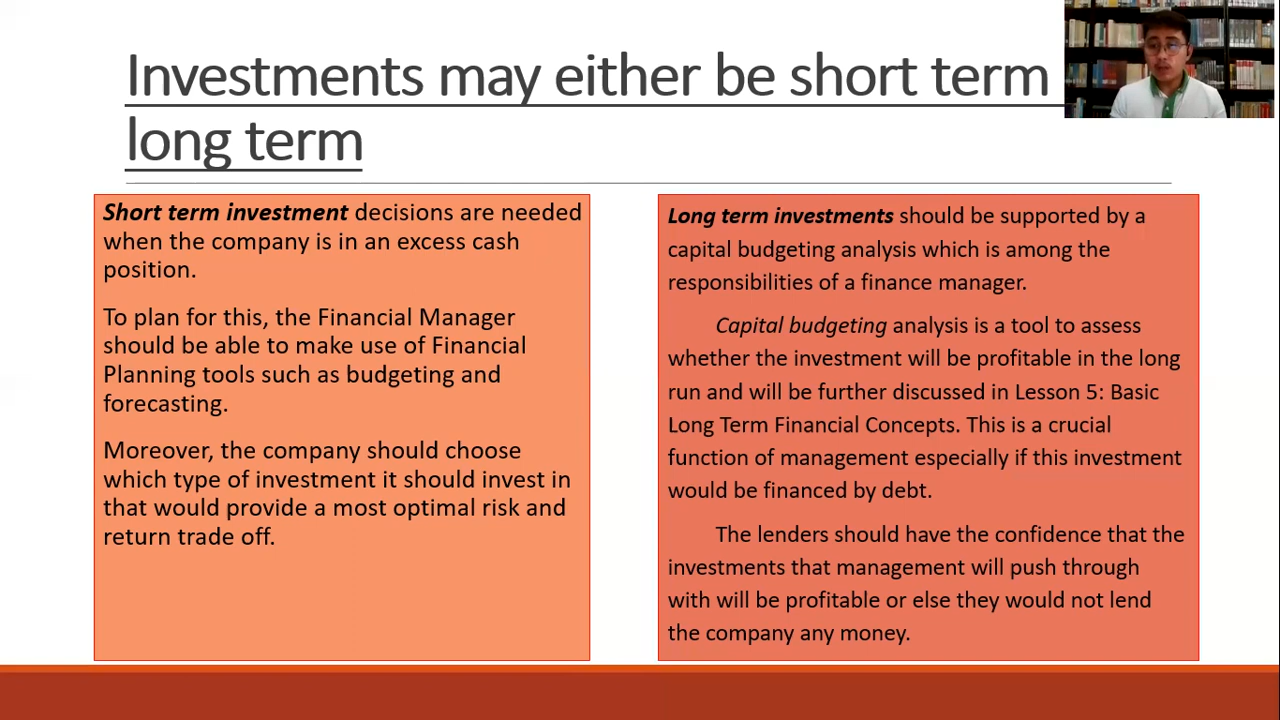 Investments may either be short term
long term
Short term investment decisions are needed
when the company is in an excess cash
position.
To plan for this, the Financial Manager
should be able to make use of Financial
Planning tools such as budgeting and
forecasting.
Moreover, the company should choose
which type of investment it should invest in
that would provide a most optimal risk and
return trade off.
Long term investments should be supported by a
capital budgeting analysis which is among the
responsibilities of a finance manager.
Capital budgeting analysis is a tool to assess
whether the investment will be profitable in the long
run and will be further discussed in Lesson 5: Basic
Long Term Financial Concepts. This is a crucial
function of management especially if this investment
would be financed by debt.
The lenders should have the confidence that the
investments that management will push through
with will be profitable or else they would not lend
the company any money.